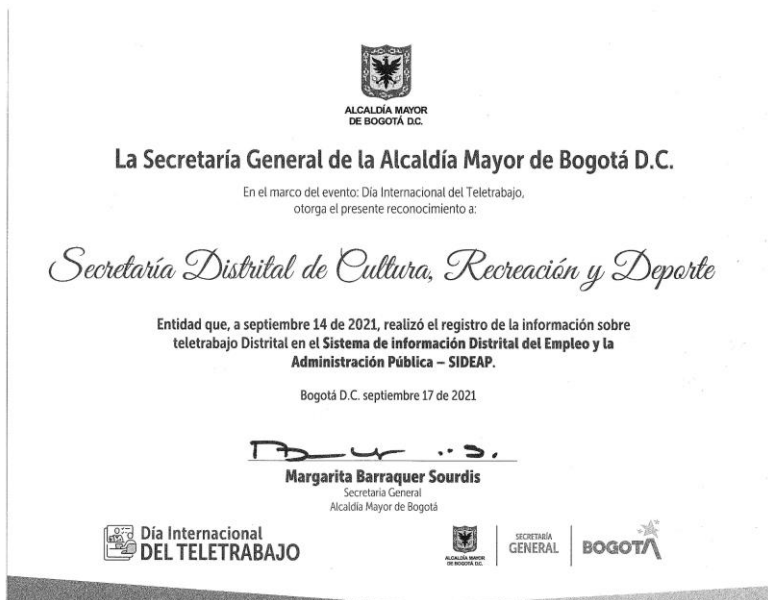 ALCALDÍA MAYOR
DE BOGOTÁ D.C.
La Secretaría General de la Alcaldía Mayor de Bogotá D.C.
En el marco del evento: Día Internacional del Teletrabajo,
otorga el presente reconocimiento a:
Secretaría Distrital de Cultura, Recreación y Deporte
Entidad que, a septiembre 14 de 2021, realizó el registro de la información sobre
teletrabajo Distrital en el Sistema de información Distrital del Empleo y la
Administración Pública – SIDEAP.
Bogotá D.C. septiembre 17 de 2021
Margarita Barraquer Sourdis
Secretaria General
Alcaldía Mayor de Bogotá
Día Internacional
DEL TELETRABAJO
ALCALDÍA MAYOR
DE BOGOTÁ D.C.
SECRETARÍA
GENERAL
BOGOTÁ